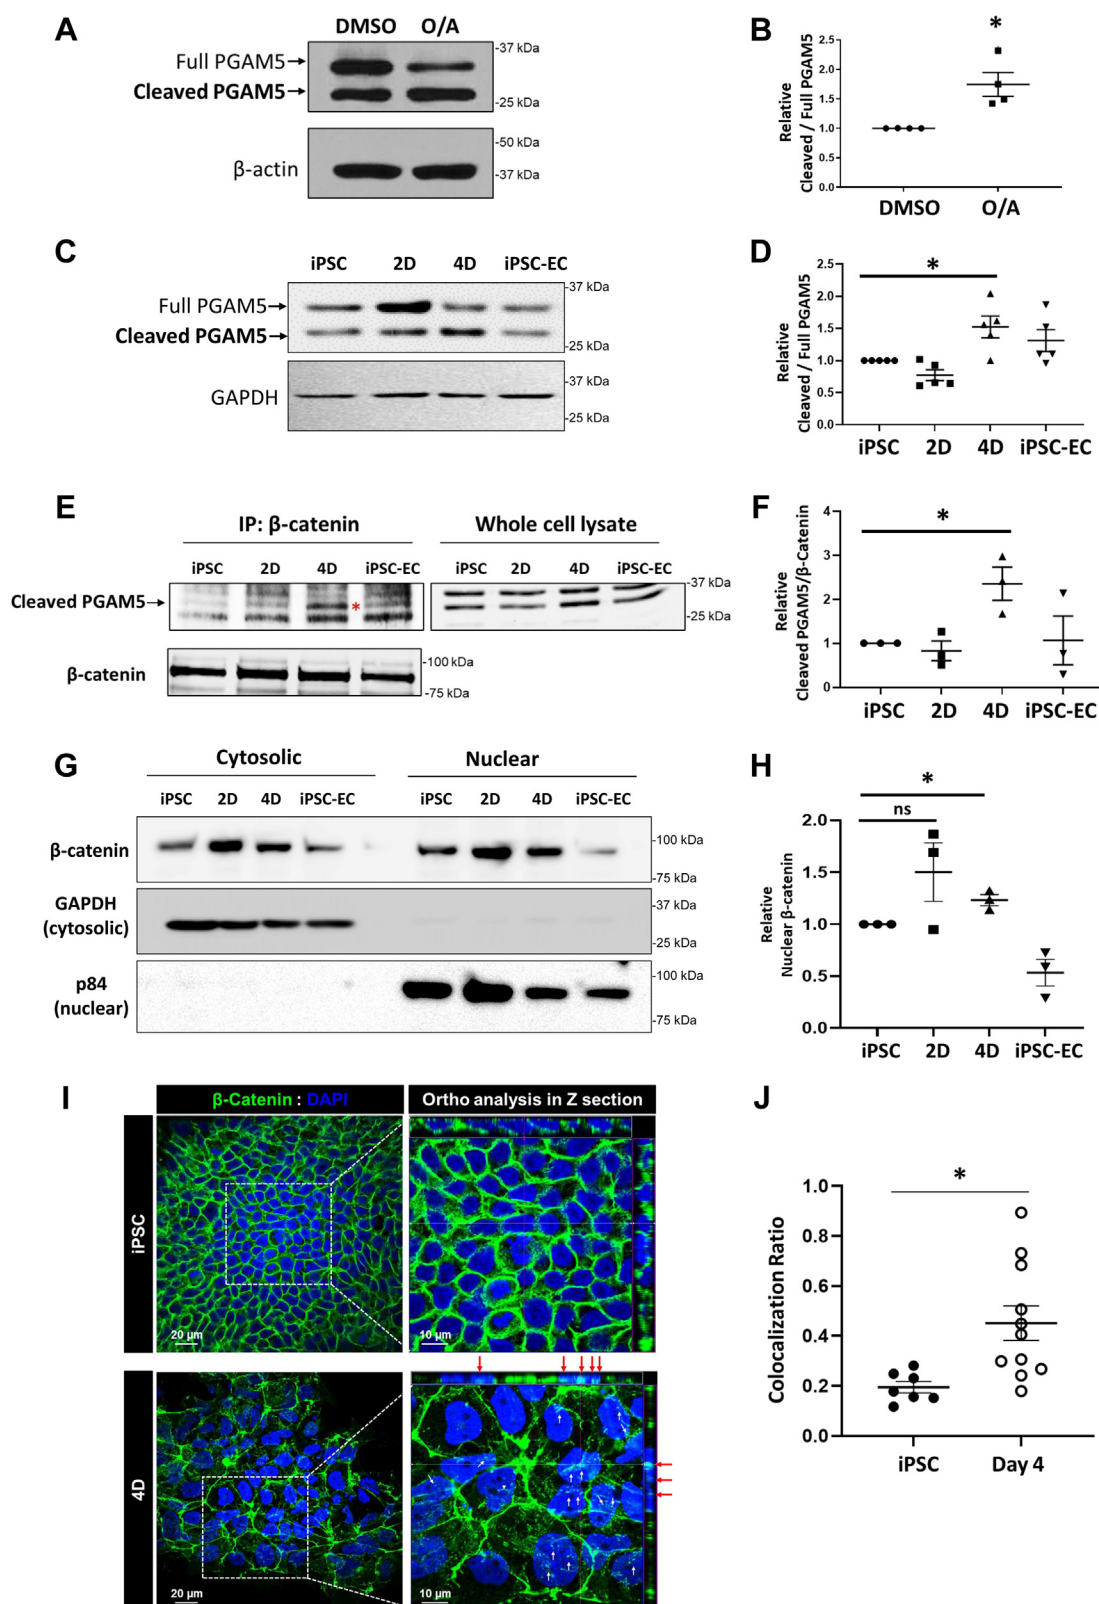 A
DMSO O/A
Full PGAM5
Cleaved PGAM5
-37 kDa
-25 kDa
β-actin
-50 kDa
-37 kDa
B
*
Relative
Cleaved / Full PGAM5
2.5
2.0
1.5
1.0
0.5
0.0
DMSO O/A
C
iPSC 2D 4D iPSC-EC
Full PGAM5
Cleaved PGAM5
-37 kDa
-25 kDa
GAPDH
-37 kDa
-25 kDa
D
*
Relative
Cleaved / Full PGAM5
2.5
2.0
1.5
1.0
0.5
0.0
iPSC 2D 4D iPSC-EC
E
IP: β-catenin Whole cell lysate
iPSC 2D 4D iPSC-EC iPSC 2D 4D iPSC-EC
Cleaved PGAM5
*
-37 kDa
-25 kDa
β-catenin
-100 kDa
-75 kDa
F
*
Relative
Cleaved PGAM5/β-Catenin
4
3
2
1
0
iPSC 2D 4D iPSC-EC
G
Cytosolic Nuclear
iPSC 2D 4D iPSC-EC iPSC 2D 4D iPSC-EC
β-catenin
-100 kDa
-75 kDa
GAPDH
(cytosolic)
-37 kDa
-25 kDa
p84
(nuclear)
-100 kDa
-75 kDa
H
*
ns
Relative
Nuclear β-catenin
2.0
1.5
1.0
0.5
0.0
iPSC 2D 4D iPSC-EC
I
β-Catenin : DAPI Ortho analysis in Z section
iPSC
20 µm 10 µm
4D
20 µm 10 µm
J
*
Colocalization Ratio
1.0
0.8
0.6
0.4
0.2
0.0
iPSC Day 4